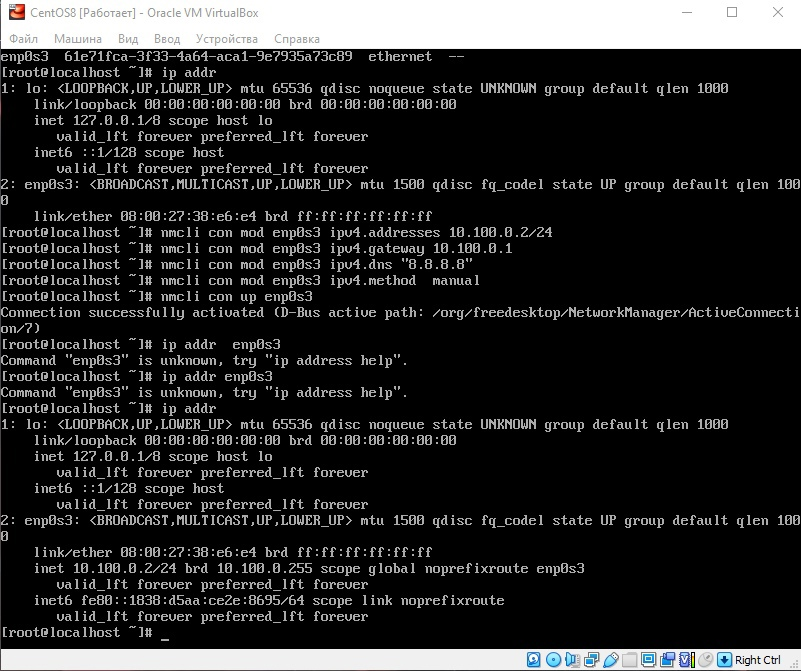 CentOS8 [Работает] - Oracle VM VirtualBox
Файл Машина Вид Ввод Устройства Справка
enp0s3  61e71fca-3f33-4a64-aca1-9e7935a73c89  ethernet  --
[root@localhost ~]# ip addr
1: lo: <LOOPBACK,UP,LOWER_UP> mtu 65536 qdisc noqueue state UNKNOWN group default qlen 1000
    link/loopback 00:00:00:00:00:00 brd 00:00:00:00:00:00
    inet 127.0.0.1/8 scope host lo
       valid_lft forever preferred_lft forever
    inet6 ::1/128 scope host
       valid_lft forever preferred_lft forever
2: enp0s3: <BROADCAST,MULTICAST,UP,LOWER_UP> mtu 1500 qdisc fq_codel state UP group default qlen 100
0
    link/ether 08:00:27:38:e6:e4 brd ff:ff:ff:ff:ff:ff
[root@localhost ~]# nmcli con mod enp0s3 ipv4.addresses 10.100.0.2/24
[root@localhost ~]# nmcli con mod enp0s3 ipv4.gateway 10.100.0.1
[root@localhost ~]# nmcli con mod enp0s3 ipv4.dns "8.8.8.8"
[root@localhost ~]# nmcli con mod enp0s3 ipv4.method  manual
[root@localhost ~]# nmcli con up enp0s3
Connection successfully activated (D-Bus active path: /org/freedesktop/NetworkManager/ActiveConnecti
on/7)
[root@localhost ~]# ip addr  enp0s3
Command "enp0s3" is unknown, try "ip address help".
[root@localhost ~]# ip addr enp0s3
Command "enp0s3" is unknown, try "ip address help".
[root@localhost ~]# ip addr
1: lo: <LOOPBACK,UP,LOWER_UP> mtu 65536 qdisc noqueue state UNKNOWN group default qlen 1000
    link/loopback 00:00:00:00:00:00 brd 00:00:00:00:00:00
    inet 127.0.0.1/8 scope host lo
       valid_lft forever preferred_lft forever
    inet6 ::1/128 scope host
       valid_lft forever preferred_lft forever
2: enp0s3: <BROADCAST,MULTICAST,UP,LOWER_UP> mtu 1500 qdisc fq_codel state UP group default qlen 100
0
    link/ether 08:00:27:38:e6:e4 brd ff:ff:ff:ff:ff:ff
    inet 10.100.0.2/24 brd 10.100.0.255 scope global noprefixroute enp0s3
       valid_lft forever preferred_lft forever
    inet6 fe80::1838:d5aa:ce2e:8695/64 scope link noprefixroute
       valid_lft forever preferred_lft forever
[root@localhost ~]# _
Right Ctrl